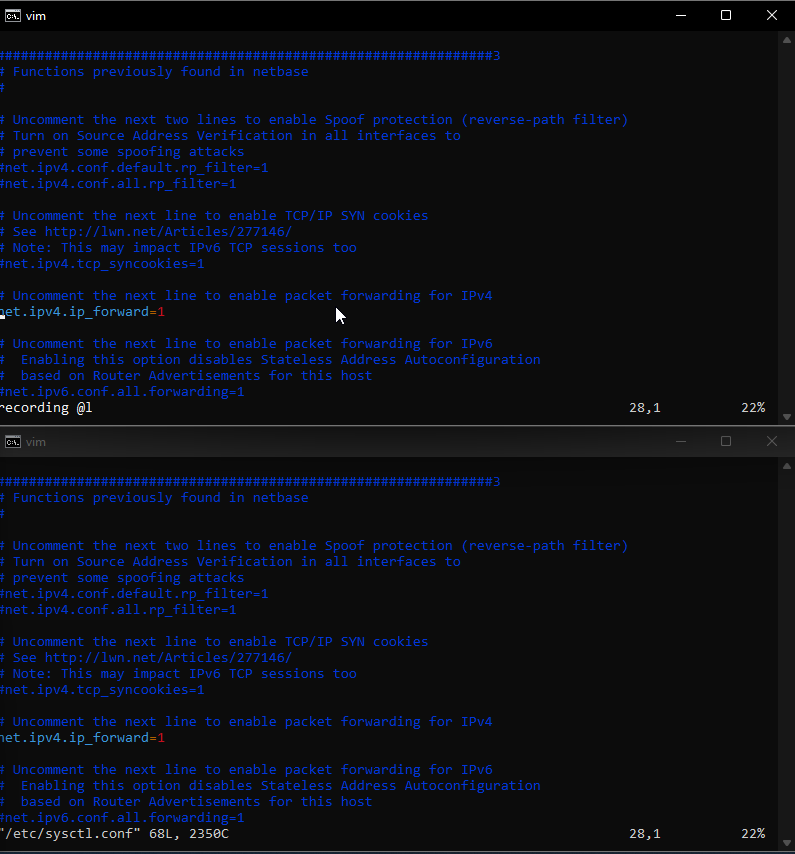 vim
###############################################################3
# Functions previously found in netbase
#
# Uncomment the next two lines to enable Spoof protection (reverse-path filter)
# Turn on Source Address Verification in all interfaces to
# prevent some spoofing attacks
#net.ipv4.conf.default.rp_filter=1
#net.ipv4.conf.all.rp_filter=1
# Uncomment the next line to enable TCP/IP SYN cookies
# See http://lwn.net/Articles/277146/
# Note: This may impact IPv6 TCP sessions too
#net.ipv4.tcp_syncookies=1
# Uncomment the next line to enable packet forwarding for IPv4
net.ipv4.ip_forward=1
# Uncomment the next line to enable packet forwarding for IPv6
#  Enabling this option disables Stateless Address Autoconfiguration
#  based on Router Advertisements for this host
#net.ipv6.conf.all.forwarding=1
recording @l 28,1 22%
vim
###############################################################3
# Functions previously found in netbase
#
# Uncomment the next two lines to enable Spoof protection (reverse-path filter)
# Turn on Source Address Verification in all interfaces to
# prevent some spoofing attacks
#net.ipv4.conf.default.rp_filter=1
#net.ipv4.conf.all.rp_filter=1
# Uncomment the next line to enable TCP/IP SYN cookies
# See http://lwn.net/Articles/277146/
# Note: This may impact IPv6 TCP sessions too
#net.ipv4.tcp_syncookies=1
# Uncomment the next line to enable packet forwarding for IPv4
net.ipv4.ip_forward=1
# Uncomment the next line to enable packet forwarding for IPv6
#  Enabling this option disables Stateless Address Autoconfiguration
#  based on Router Advertisements for this host
#net.ipv6.conf.all.forwarding=1
"/etc/sysctl.conf" 68L, 2350C 28,1 22%